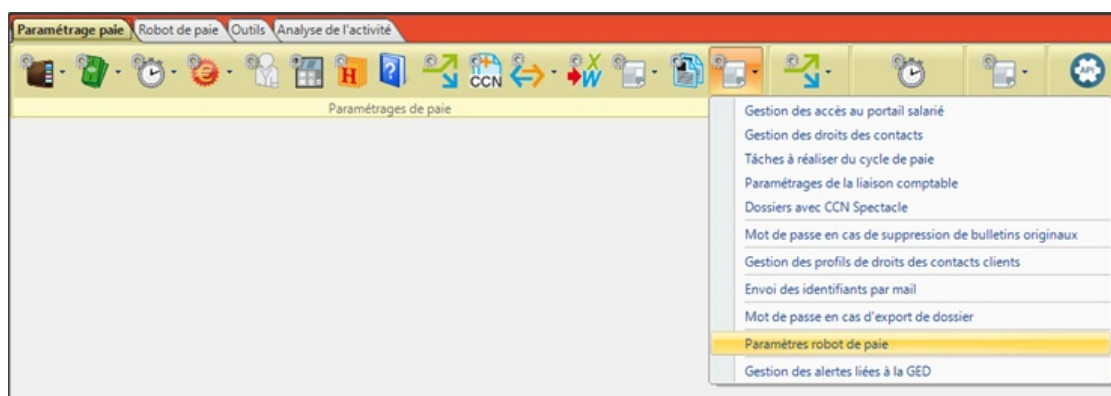 Paramétrage paie Robot de paie Outils Analyse de l'activité
H ? CCN X W API
Paramétrages de paie
Gestion des accès au portail salarié
Gestion des droits des contacts
Tâches à réaliser du cycle de paie
Paramétrages de la liaison comptable
Dossiers avec CCN Spectacle
Mot de passe en cas de suppression de bulletins originaux
Gestion des profils de droits des contacts clients
Envoi des identifiants par mail
Mot de passe en cas d'export de dossier
Paramètres robot de paie
Gestion des alertes liées à la GED